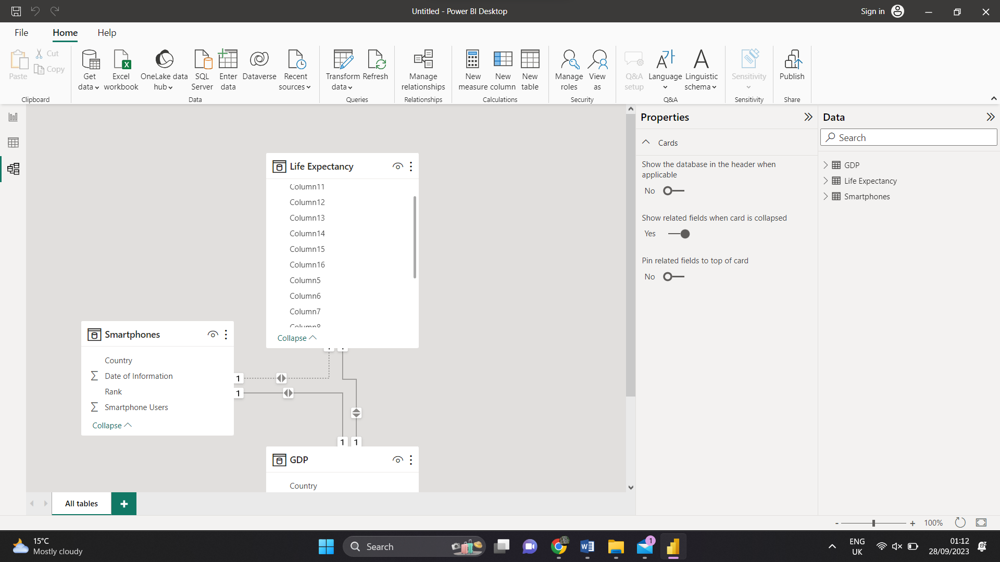 Untitled - Power BI Desktop
Sign in
File Home Help
Paste
Cut
Copy
Clipboard
Get data
Excel workbook
OneLake data hub
SQL Server
Enter data
Dataverse
Recent sources
Data
Transform data
Refresh
Queries
Manage relationships
Relationships
New measure
New column
New table
Calculations
Manage roles
View as
Security
Q&A setup
Language
Linguistic schema
Q&A
Sensitivity
Sensitivity
Publish
Share
Life Expectancy
Column11
Column12
Column13
Column14
Column15
Column16
Column5
Column6
Column7
Collapse
Smartphones
Country
Date of Information
Rank
Smartphone Users
Collapse
1
1
1 1
GDP
Country
All tables
Properties
Cards
Show the database in the header when
applicable
No
Show related fields when card is collapsed
Yes
Pin related fields to top of card
No
Data
Search
GDP
Life Expectancy
Smartphones
- + 100%
15°C
Mostly cloudy
Search
1
ENG
UK
01:12
28/09/2023